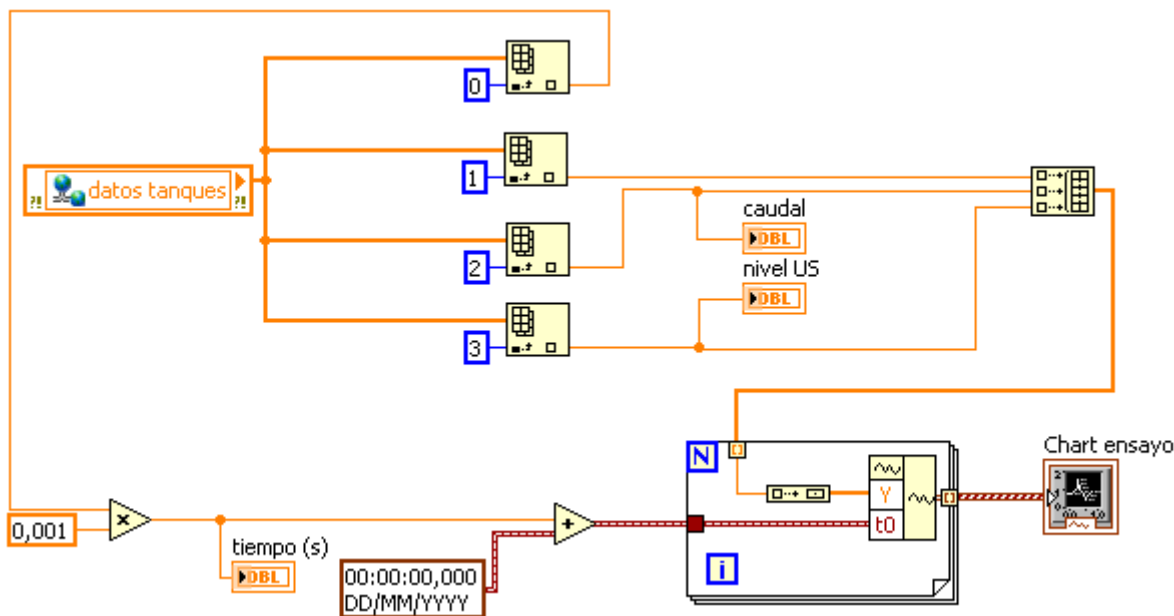 0
1
datos tanques
?!
?!
caudal
DBL
2
nivel US
DBL
3
N
Chart ensayo
Y
t0
0,001
x
+
tiempo (s)
DBL
00:00:00,000
DD/MM/YYYY
i